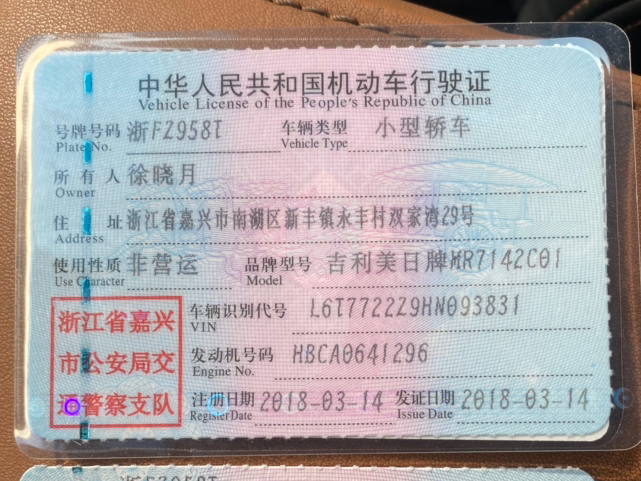 中华人民共和国机动车行驶证
Vehicle License of the People's Republic of China
号牌号码 浙FZ958T 车辆类型 小型轿车
Plate No. Vehicle Type
所有人 徐晓月
Owner
住址 浙江省嘉兴市南湖区新丰镇永丰村双家湾29号
Address
使用性质 非营运 品牌型号 吉利美日牌MR7142C01
Use Character Model
浙江省嘉兴
市公安局交
通警察支队
车辆识别代号 L6T7722Z9HN093831
VIN
发动机号码 HBCA0641296
Engine No.
注册日期 2018-03-14 发证日期 2018-03-14
Register Date Issue Date